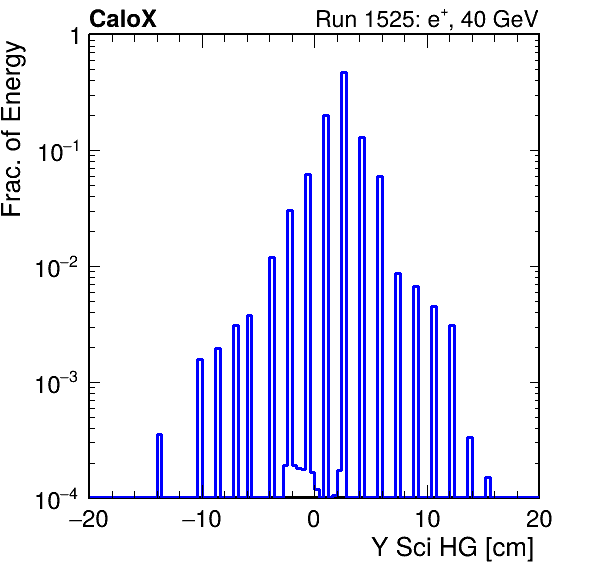 CaloX Run 1525: e⁺, 40 GeV
Frac. of Energy
1
10⁻¹
10⁻²
10⁻³
10⁻⁴
−20 −10 0 10 20
Y Sci HG [cm]